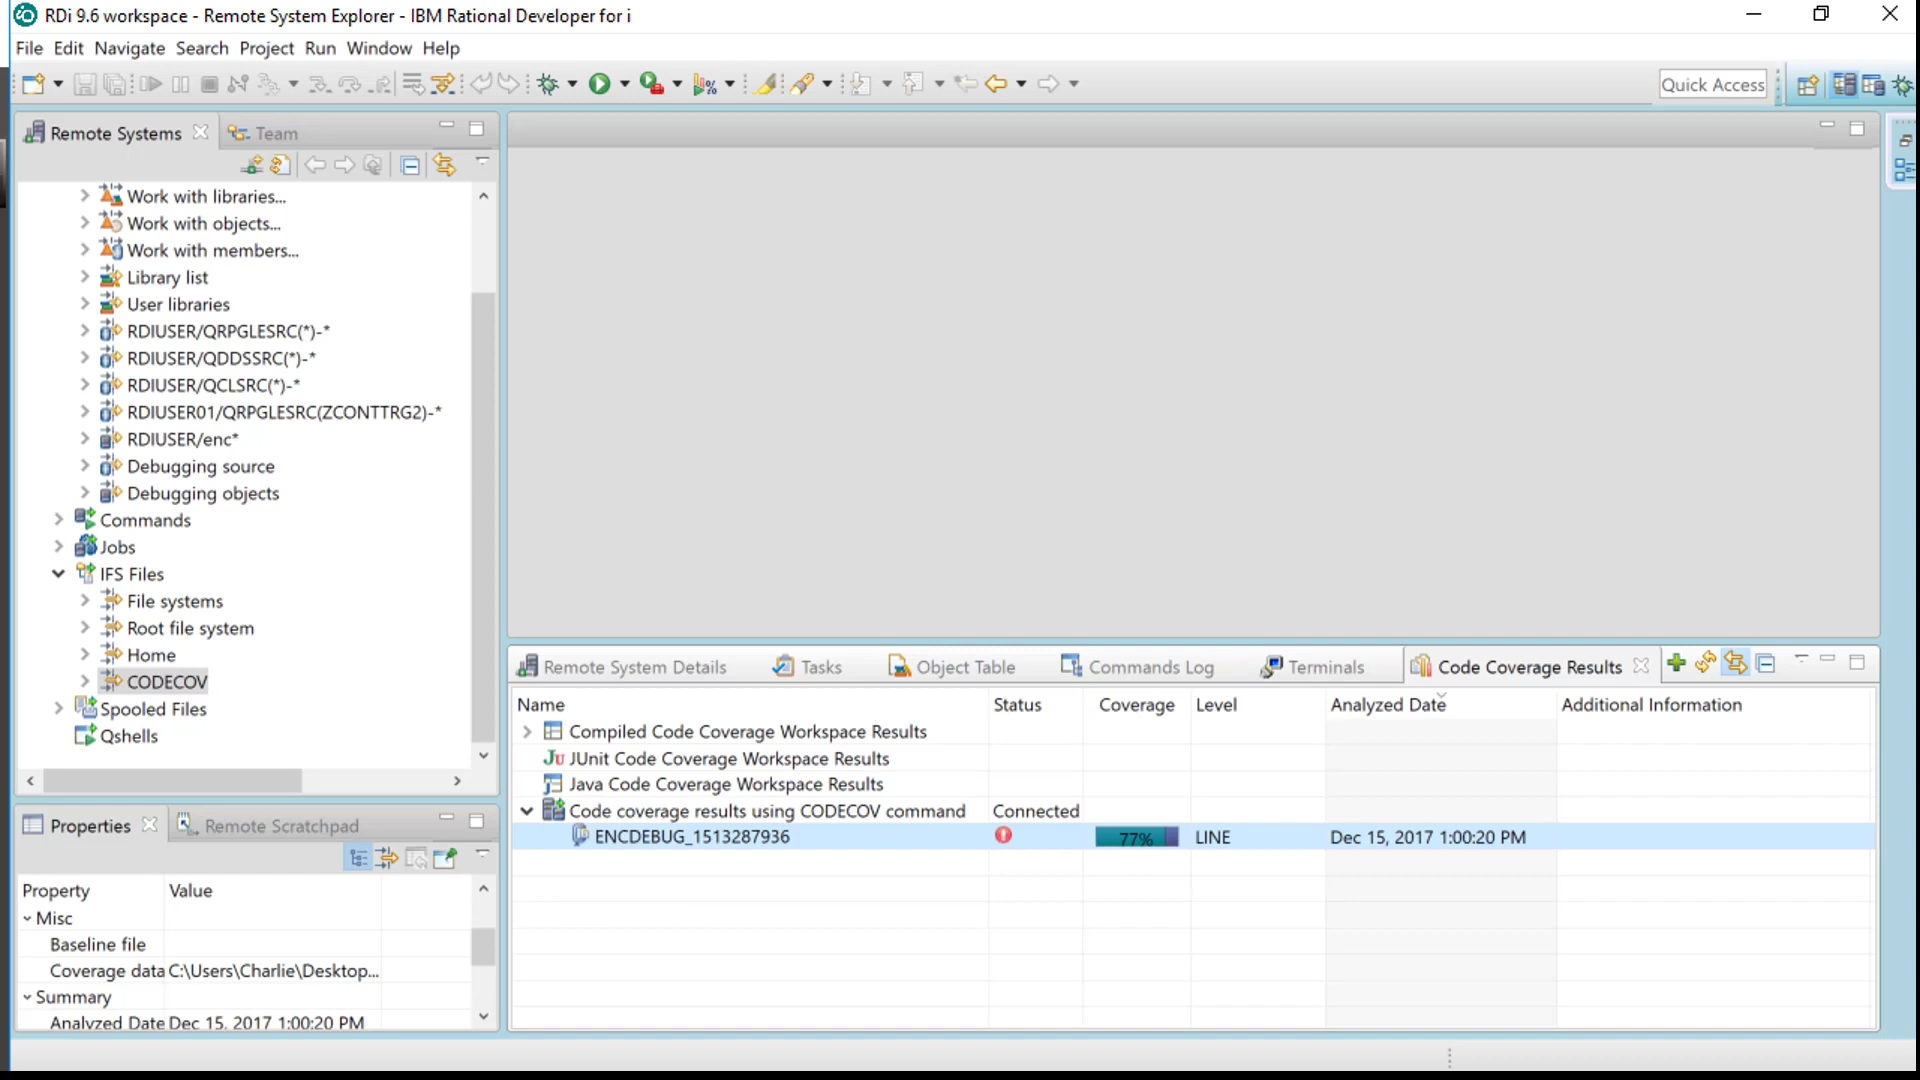 RDi 9.6 workspace - Remote System Explorer - IBM Rational Developer for i
File Edit Navigate Search Project Run Window Help
Quick Access
Remote Systems
Team
Work with libraries...
Work with objects...
Work with members...
Library list
User libraries
RDIUSER/QRPGLESRC(*)-*
RDIUSER/QDDSSRC(*)-*
RDIUSER/QCLSRC(*)-*
RDIUSER01/QRPGLESRC(ZCONTTRG2)-*
RDIUSER/enc*
Debugging source
Debugging objects
Commands
Jobs
IFS Files
File systems
Root file system
Home
CODECOV
Spooled Files
Qshells
Properties
Remote Scratchpad
Property Value
Misc
Baseline file
Coverage data C:\Users\Charlie\Desktop...
Summary
Analyzed Date Dec 15, 2017 1:00:20 PM
Remote System Details
Tasks
Object Table
Commands Log
Terminals
Code Coverage Results
Name Status Coverage Level Analyzed Date Additional Information
Compiled Code Coverage Workspace Results
Ju JUnit Code Coverage Workspace Results
Java Code Coverage Workspace Results
Code coverage results using CODECOV command Connected
ENCDEBUG_1513287936 77% LINE Dec 15, 2017 1:00:20 PM